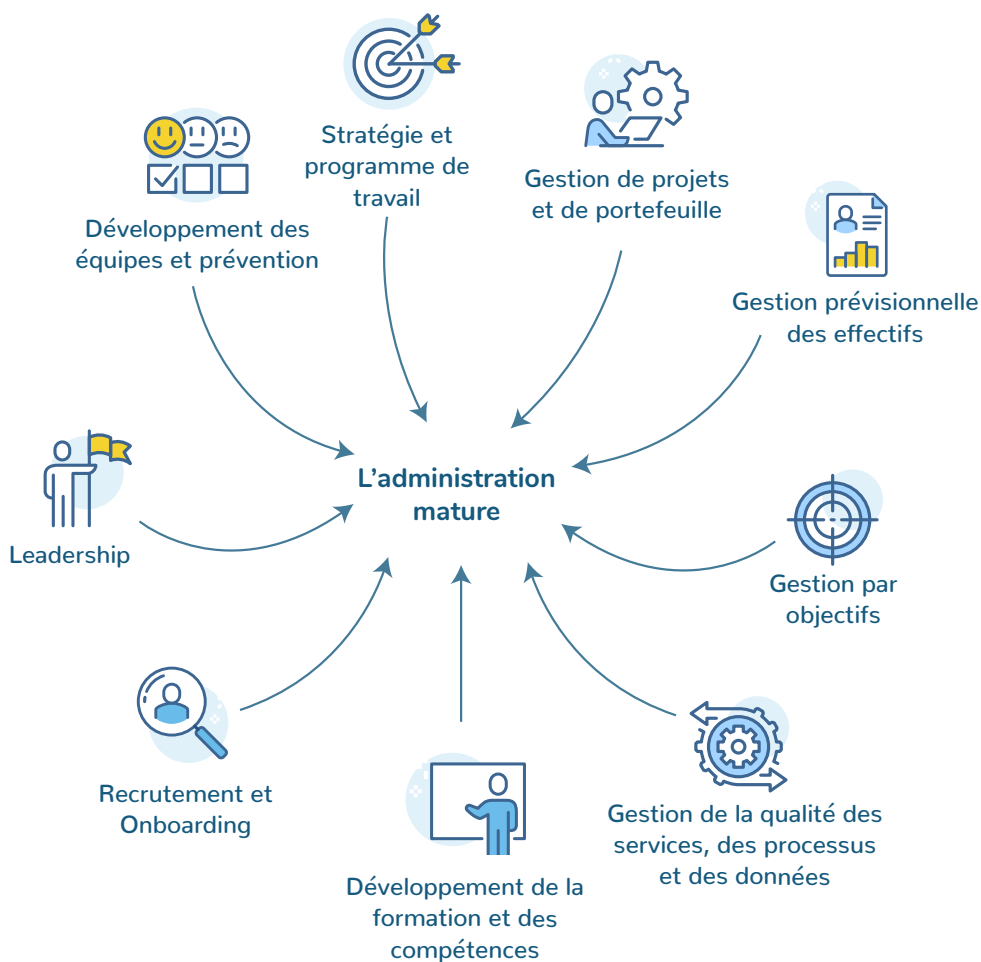 Stratégie et
programme de
travail
Gestion de projets
et de portefeuille
Développement des
équipes et prévention
Gestion prévisionnelle
des effectifs
L’administration
mature
Leadership
Gestion par
objectifs
Recrutement et
Onboarding
Gestion de la qualité des
services, des processus
et des données
Développement de la
formation et des
compétences